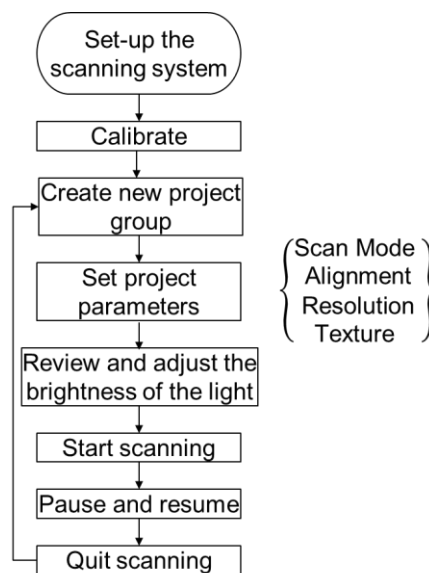 Set-up the
scanning system
Calibrate
Create new project
group
Set project
parameters
Scan Mode
Alignment
Resolution
Texture
Review and adjust the
brightness of the light
Start scanning
Pause and resume
Quit scanning